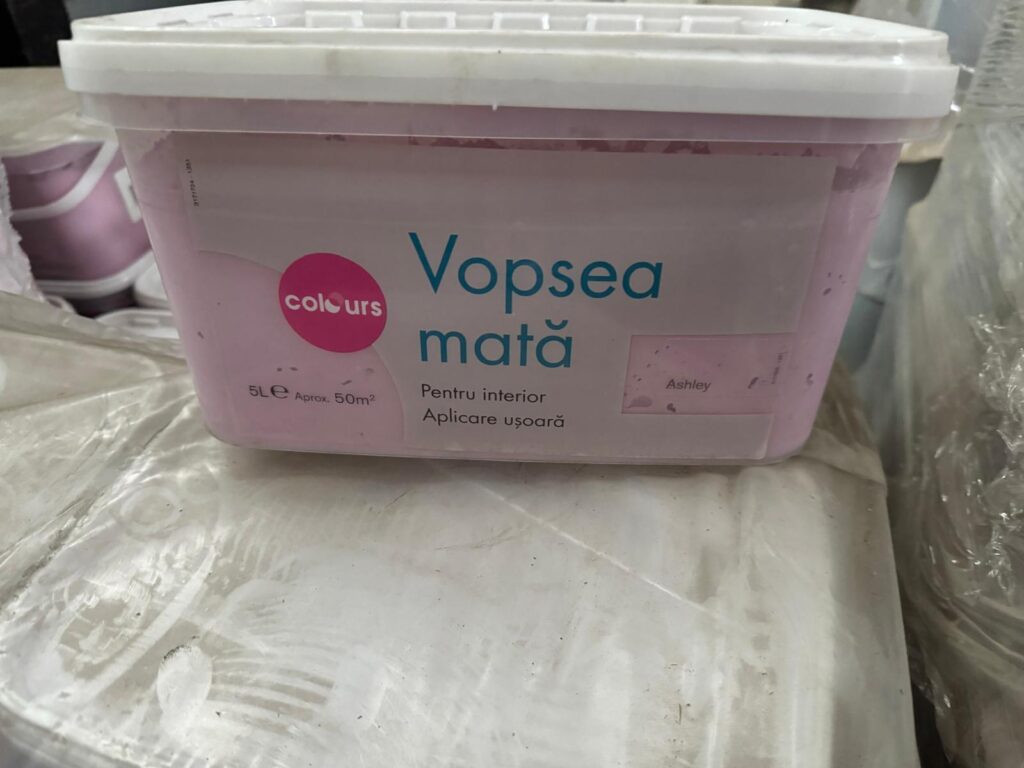 colours
Vopsea
mată
Pentru interior
Aplicare ușoară
5L℮ Aprox. 50m²
Ashley